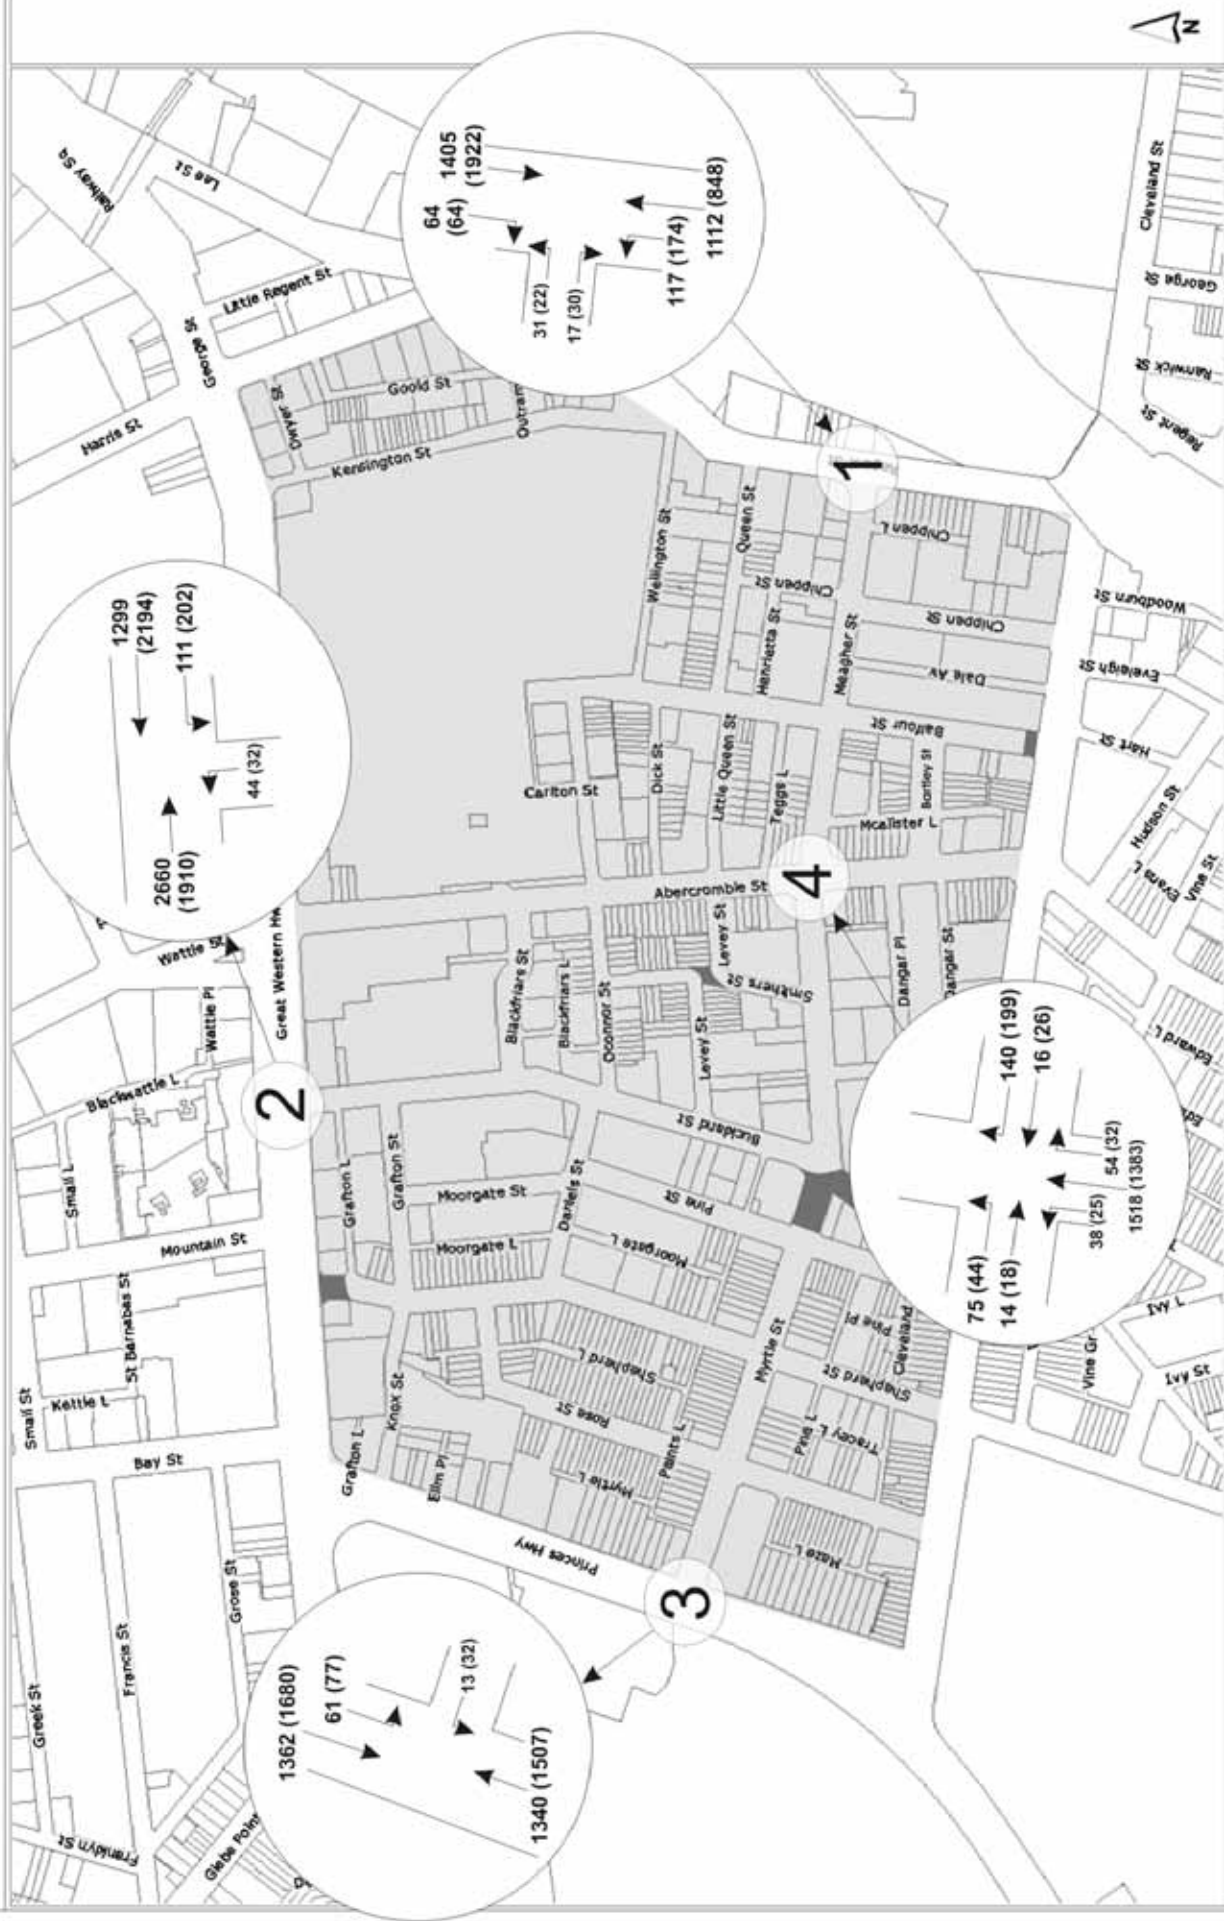 N
Railway Sq
Lee St
Little Regent St
George St
Harris St
Dwyer St
Goold St
Outram
Kensington St
1405
(1922)
64
(64)
31 (22)
17 (30)
117 (174)
1112 (848)
Cleveland St
George St
Regent St
1
1299
(2194)
111 (202)
44 (32)
2660
(1910)
Wellington St
Queen St
Chippen St
Chippen L
Henrietta St
Meagher St
Chippen St
Dale Av
Balfour St
Woodburn St
Eveleigh St
Hart St
Hudson St
Evans L
Vine St
Carlton St
Dick St
Little Queen St
Teggs L
Bartley St
Mcalister L
Abercrombie St
4
Wattle St
Great Western Hw
Wattle Pl
Blackwattle L
Blackfriars St
Blackfriars L
Oconnor St
Levey St
Smithers St
Levey St
Dangar Pl
Dangar St
Edward L
Buckland St
2
Small L
Mountain St
Grafton L
Grafton St
Moorgate St
Moorgate L
Daniels St
Pine St
Moorgate L
140 (199)
16 (26)
54 (32)
1518 (1383)
38 (25)
75 (44)
14 (18)
Small St
St Barnabas St
Kettle L
Bay St
Knox St
Shepherd L
Rose St
Myrtle St
Pine Pl
Shepherd St
Cleveland
Vine Gr
Ivy L
Ivy St
Grafton L
Elim Pl
Myrtle L
Paints L
Pine L
Tracey L
Maze L
Princes Hwy
3
Greek St
Francis St
Grose St
Franklyn St
Glebe Point
1362 (1680)
61 (77)
13 (32)
1340 (1507)